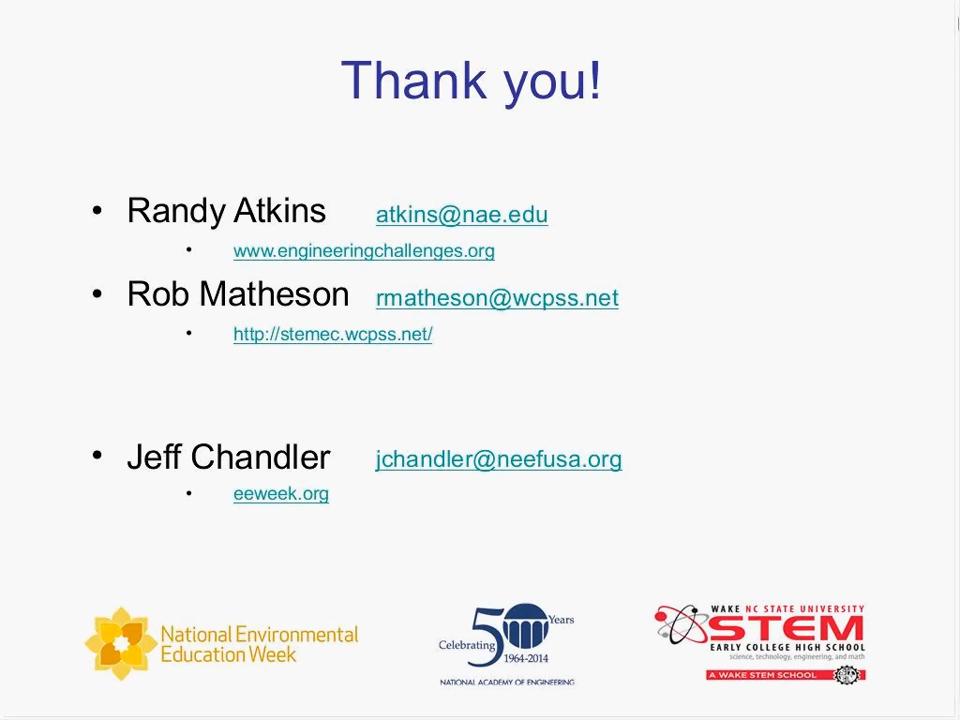 Thank you!
• Randy Atkins atkins@nae.edu
• www.engineeringchallenges.org
• Rob Matheson rmatheson@wcpss.net
• http://stemec.wcpss.net/
• Jeff Chandler jchandler@neefusa.org
• eeweek.org
National Environmental
Education Week
Celebrating 50 Years
1964-2014
NATIONAL ACADEMY OF ENGINEERING
WAKE NC STATE UNIVERSITY
STEM
EARLY COLLEGE HIGH SCHOOL
science, technology, engineering, and math
A WAKE STEM SCHOOL